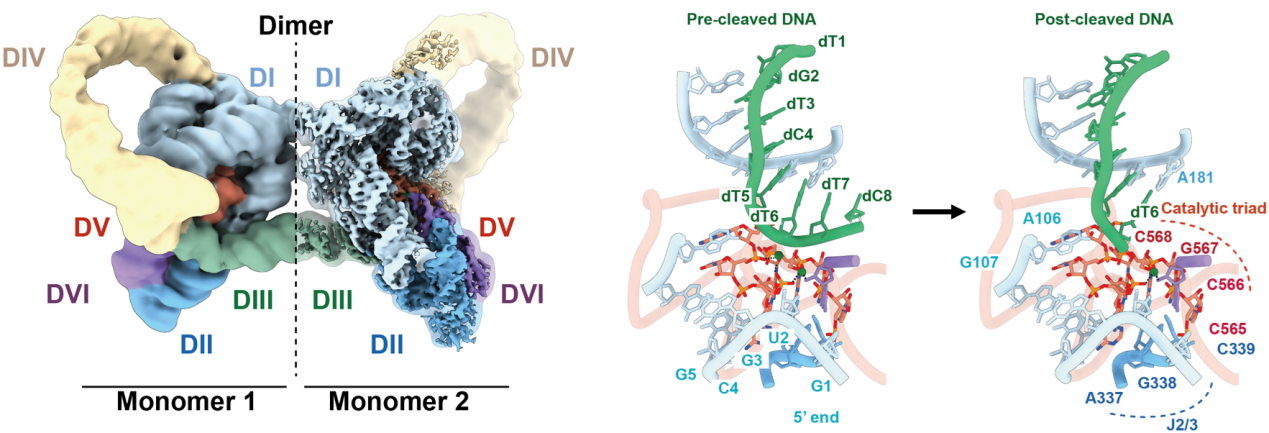 Dimer
DIV
DI
DI
DIV
DV
DV
DVI
DIII
DIII
DVI
DII
DII
Monomer 1
Monomer 2
Pre-cleaved DNA
dT1
dG2
dT3
dC4
dT5
dT7
dC8
dT6
U2
G3
G5
C4
G1
5' end
Post-cleaved DNA
A181
A106
dT6
Catalytic triad
C568
G567
G107
C566
C565
C339
G338
A337
J2/3